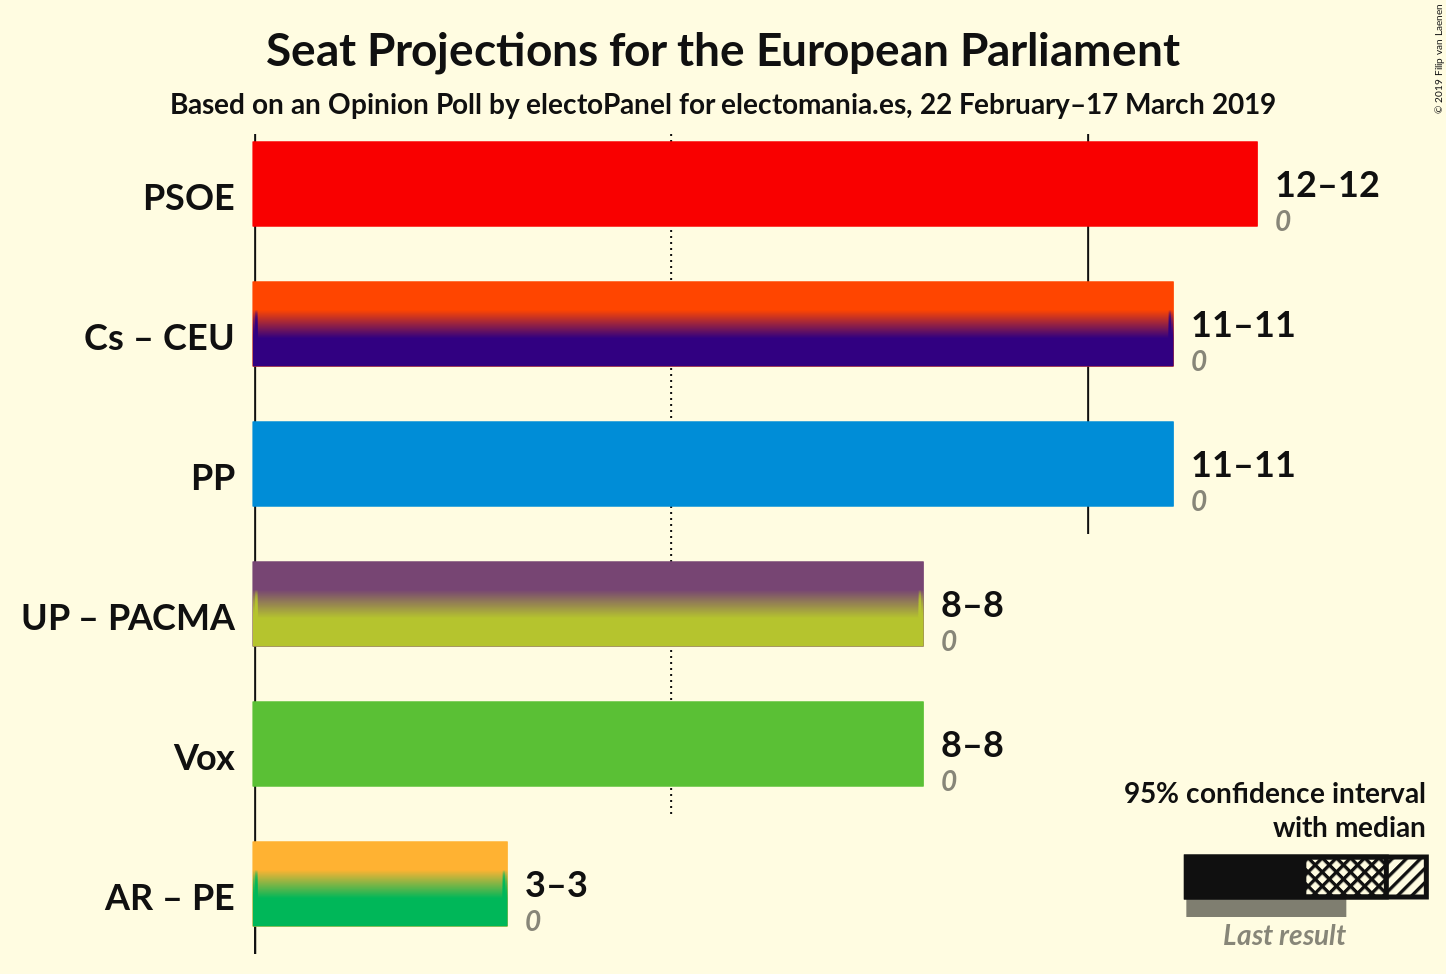 Seat Projections for the European Parliament
Based on an Opinion Poll by electoPanel for electomania.es, 22 February–17 March 2019
© 2019 Filip van Laenen
PSOE
12–12
0
Cs – CEU
11–11
0
PP
11–11
0
UP – PACMA
8–8
0
Vox
8–8
0
AR – PE
3–3
0
95% confidence interval
with median
Last result